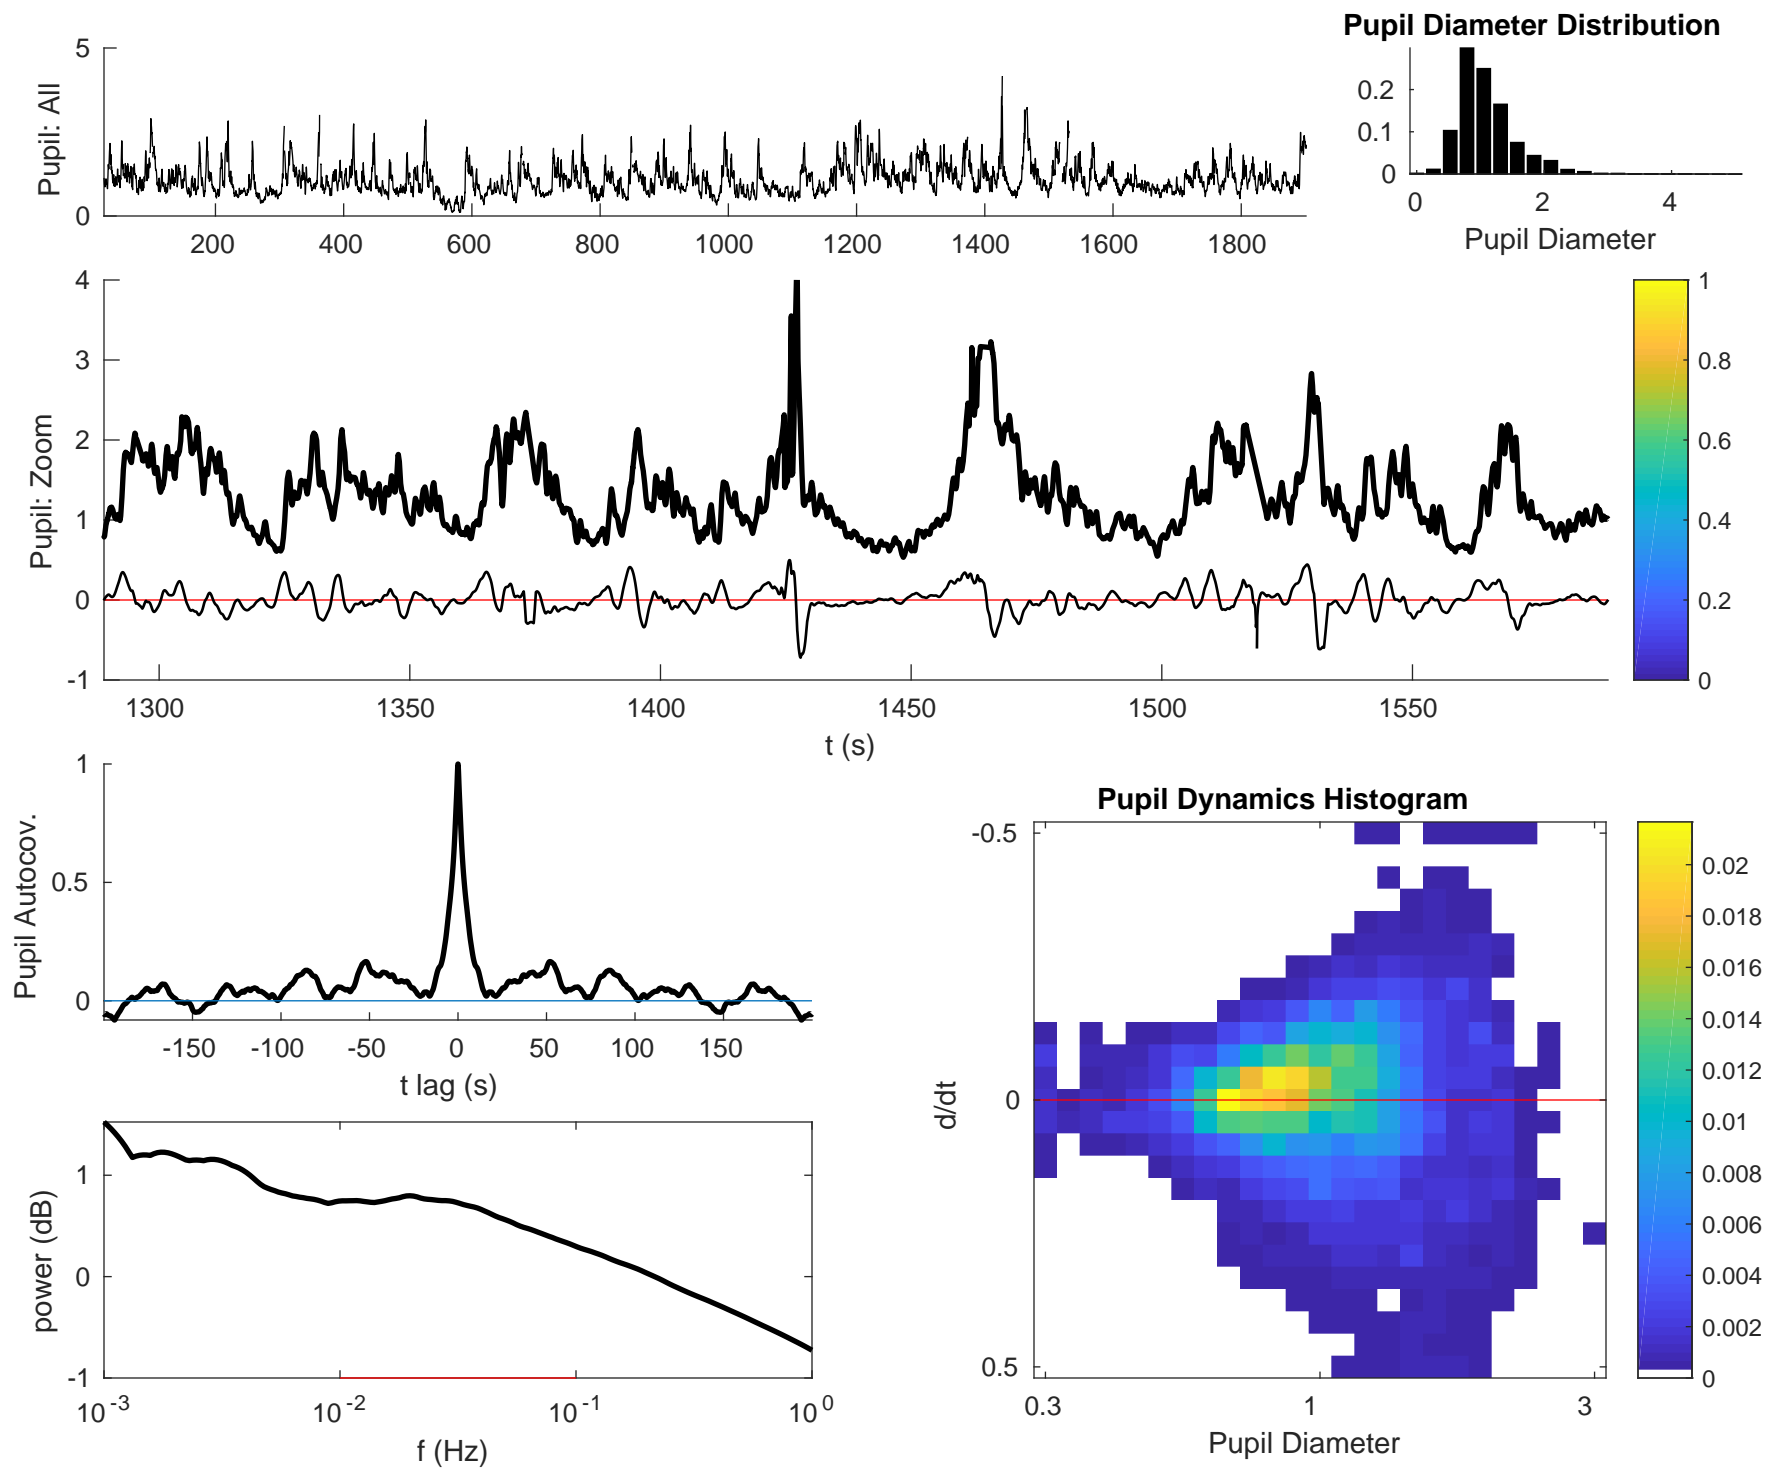 Pupil Diameter Distribution
5
0
Pupil: All
200 400 600 800 1000 1200 1400 1600 1800
0.2
0.1
0
0 2 4
Pupil Diameter
4
3
2
1
0
-1
Pupil: Zoom
1300 1350 1400 1450 1500 1550
t (s)
1
0.8
0.6
0.4
0.2
0
1
0.5
0
Pupil Autocov.
-150 -100 -50 0 50 100 150
t lag (s)
1
0
-1
power (dB)
10^-3 10^-2 10^-1 10^0
f (Hz)
Pupil Dynamics Histogram
-0.5
0
0.5
d/dt
0.3 1 3
Pupil Diameter
0.02
0.018
0.016
0.014
0.012
0.01
0.008
0.006
0.004
0.002
0